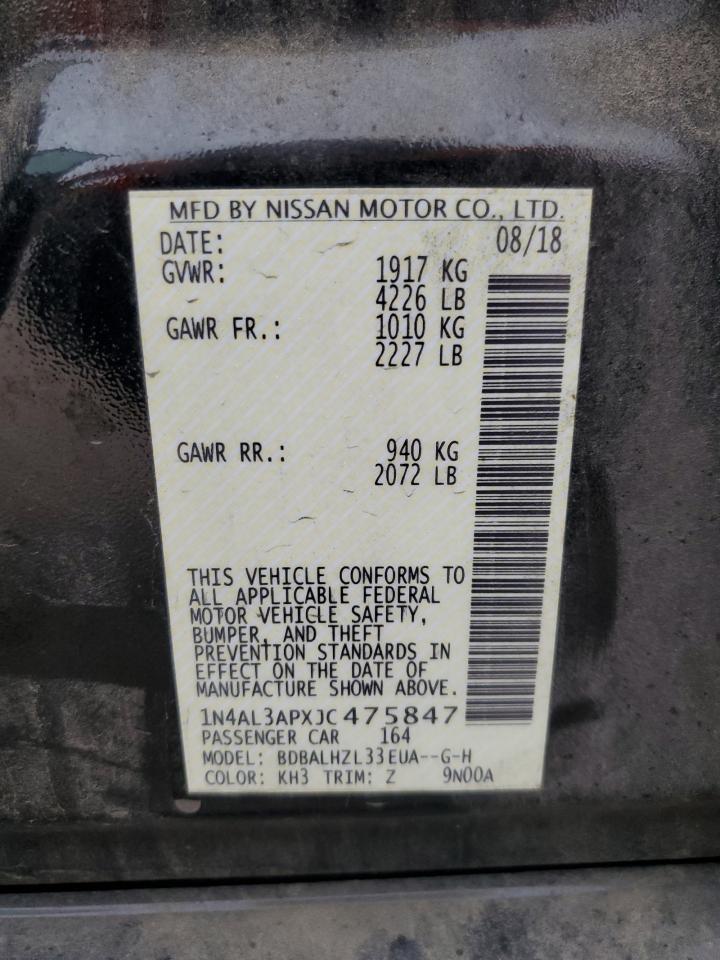 MFD BY NISSAN MOTOR CO., LTD.
DATE: 08/18
GVWR: 1917 KG
4226 LB
GAWR FR.: 1010 KG
2227 LB
GAWR RR.: 940 KG
2072 LB
THIS VEHICLE CONFORMS TO
ALL APPLICABLE FEDERAL
MOTOR VEHICLE SAFETY,
BUMPER, AND THEFT
PREVENTION STANDARDS IN
EFFECT ON THE DATE OF
MANUFACTURE SHOWN ABOVE.
1N4AL3APXJC475847
PASSENGER CAR 164
MODEL: BDBALHZL33EUA--G-H
COLOR: KH3 TRIM: Z 9N00A